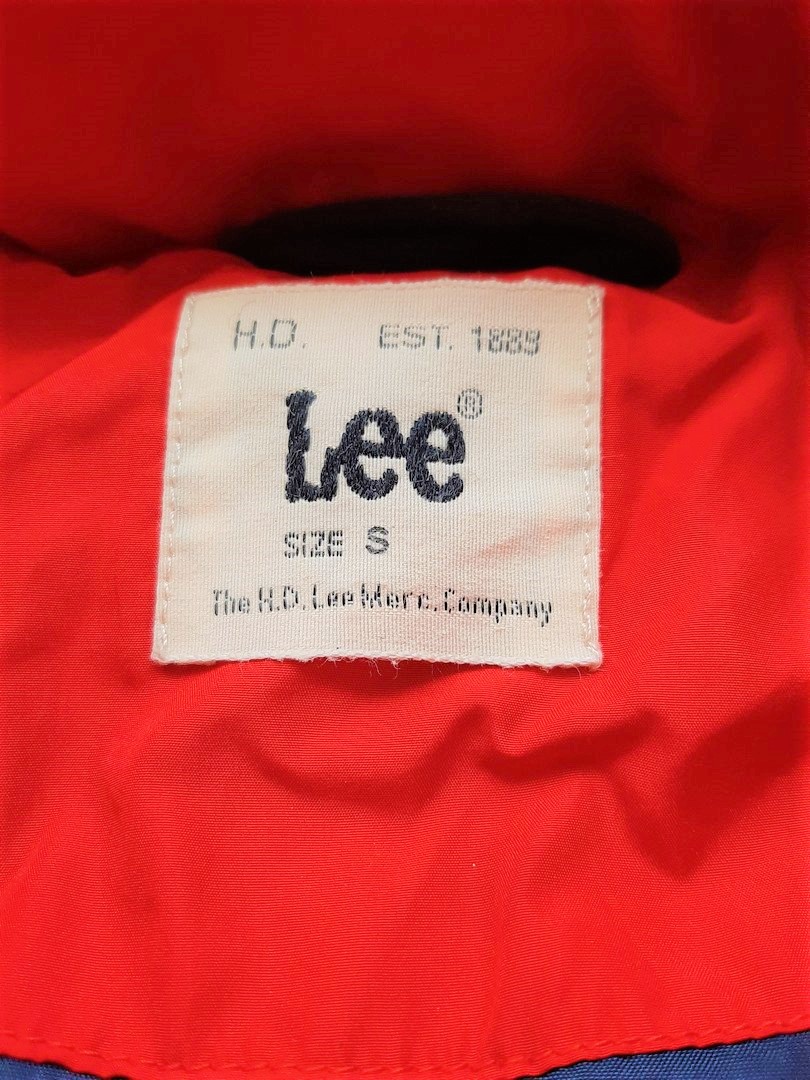 H.D. EST. 1889
Lee®
SIZE S
The H.D. Lee Merc. Company